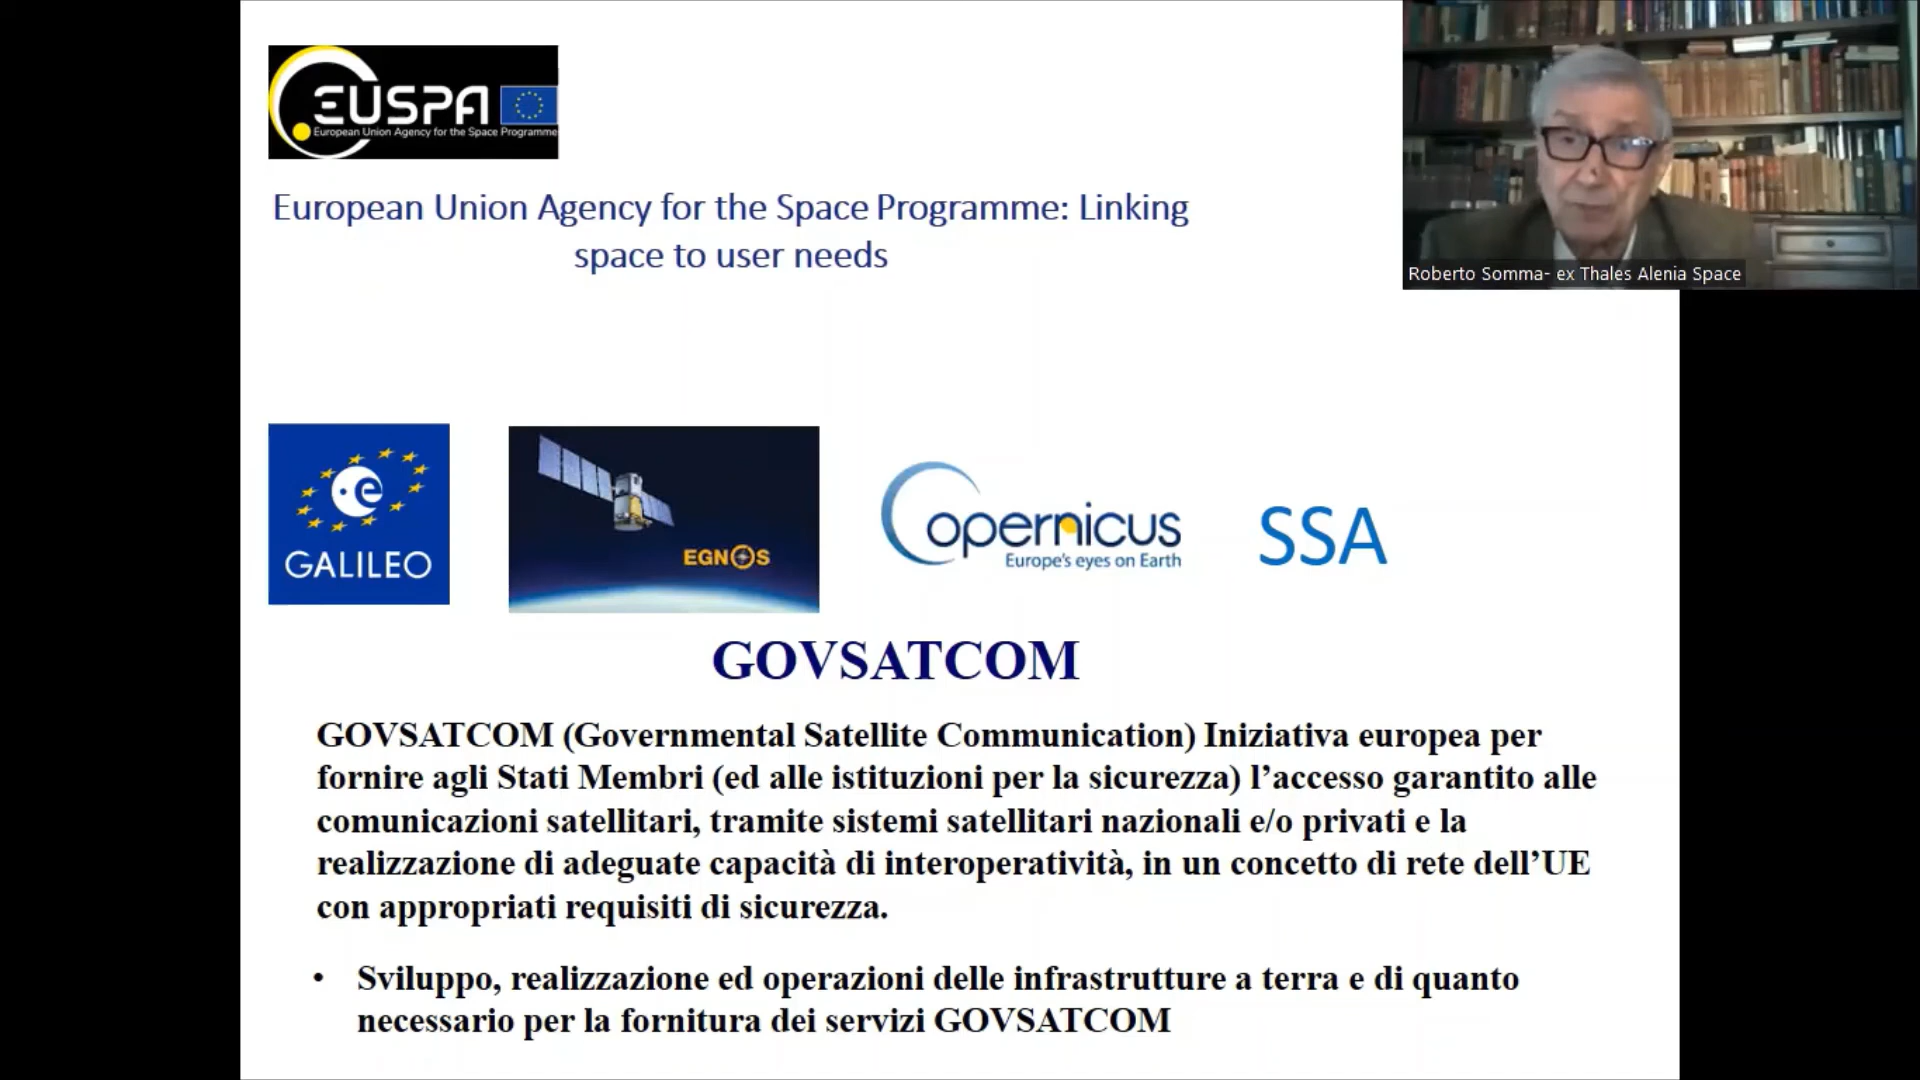 EUSPA
European Union Agency for the Space Programme
European Union Agency for the Space Programme: Linking
space to user needs
Roberto Somma- ex Thales Alenia Space
GALILEO
EGNOS
Copernicus
Europe's eyes on Earth
SSA
GOVSATCOM
GOVSATCOM (Governmental Satellite Communication) Iniziativa europea per
fornire agli Stati Membri (ed alle istituzioni per la sicurezza) l’accesso garantito alle
comunicazioni satellitari, tramite sistemi satellitari nazionali e/o privati e la
realizzazione di adeguate capacità di interoperatività, in un concetto di rete dell’UE
con appropriati requisiti di sicurezza.
• Sviluppo, realizzazione ed operazioni delle infrastrutture a terra e di quanto
necessario per la fornitura dei servizi GOVSATCOM